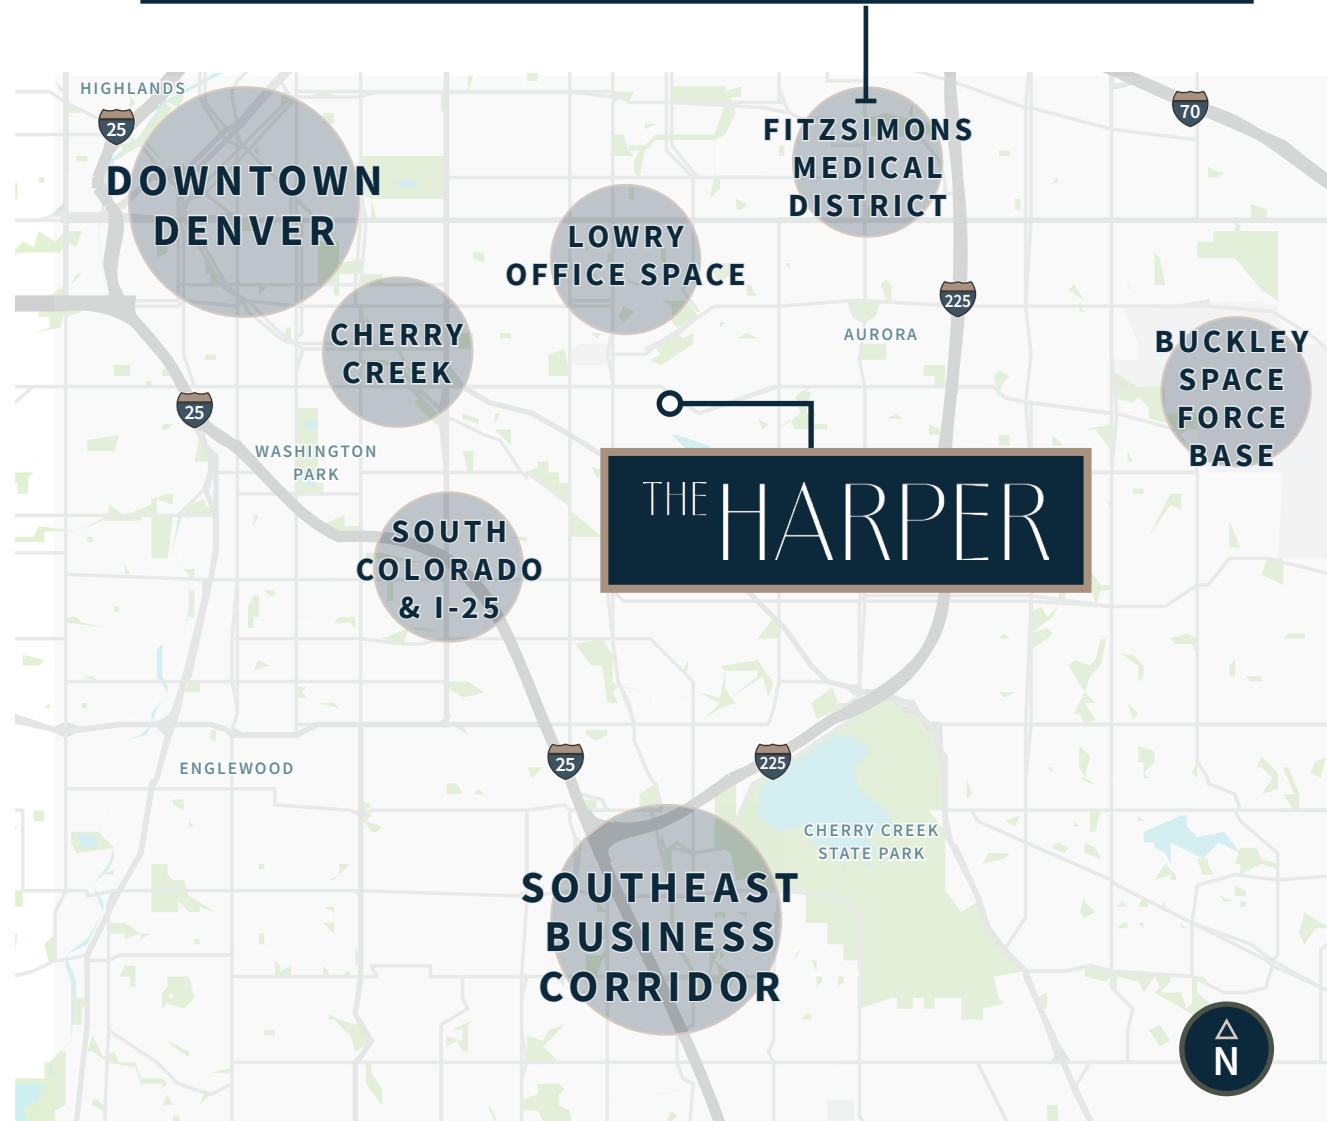 HIGHLANDS
25
70
FITZSIMONS
MEDICAL
DISTRICT
DOWNTOWN
DENVER
LOWRY
OFFICE SPACE
225
AURORA
CHERRY
CREEK
BUCKLEY
SPACE
FORCE
BASE
25
WASHINGTON
PARK
THE HARPER
SOUTH
COLORADO
& I-25
25
225
ENGLEWOOD
CHERRY CREEK
STATE PARK
SOUTHEAST
BUSINESS
CORRIDOR
N